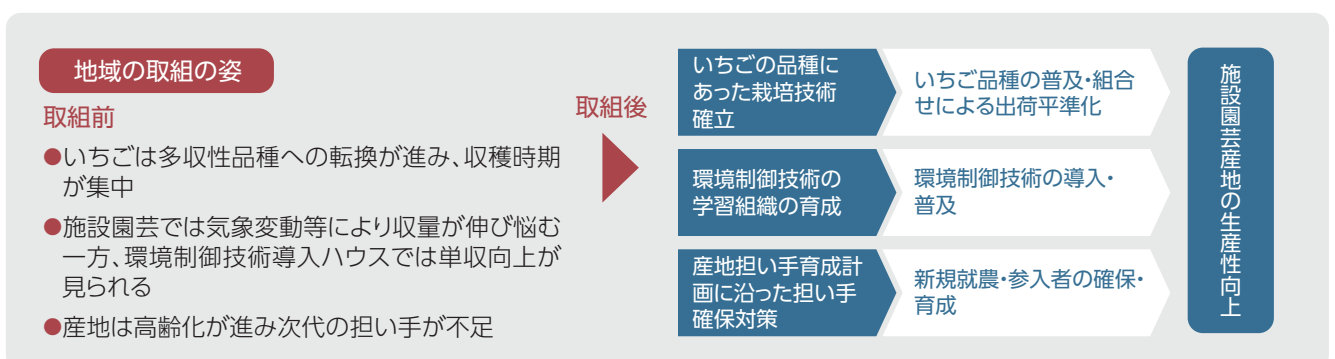 地域の取組の姿
取組前
●いちごは多収性品種への転換が進み、収穫時期
が集中
●施設園芸では気象変動等により収量が伸び悩む
一方、環境制御技術導入ハウスでは単収向上が
見られる
●産地は高齢化が進み次代の担い手が不足
取組後
いちごの品種に
あった栽培技術
確立
いちご品種の普及・組合
せによる出荷平準化
環境制御技術の
学習組織の育成
環境制御技術の導入・
普及
産地担い手育成計
画に沿った担い手
確保対策
新規就農・参入者の確保・
育成
施設園芸産地の生産性向上